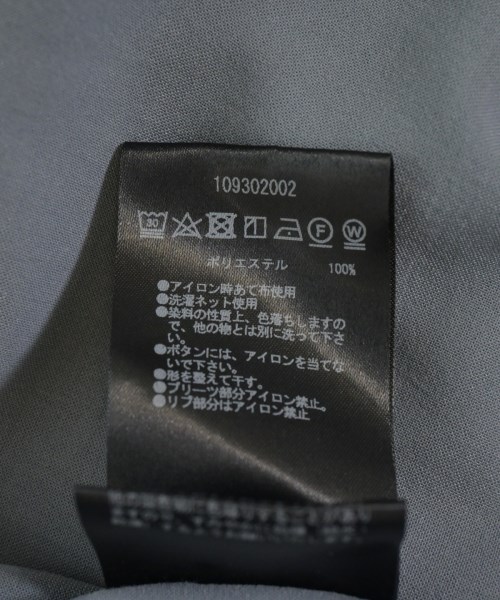 109302002
30 F W
ポリエステル 100%
●アイロン時あて布使用
●洗濯ネット使用
●染料の性質上、色落ちしますの
で、他の物とは別に洗って下さ
い。
●ボタンには、アイロンを当てな
いで下さい。
●形を整えて干す。
●プリーツ部分アイロン禁止。
●リブ部分はアイロン禁止